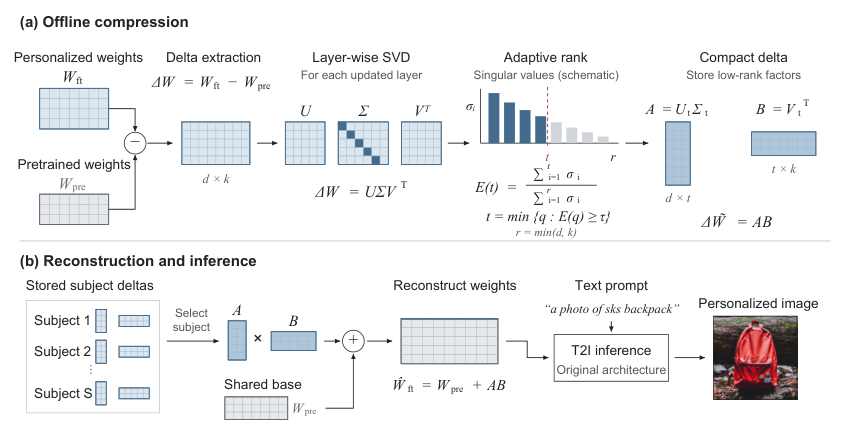 (a) Offline compression
Personalized weights
W_ft
Pretrained weights
W_pre
−
Delta extraction
ΔW = W_ft − W_pre
d × k
Layer-wise SVD
For each updated layer
U
Σ
V^T
ΔW = UΣV^T
Adaptive rank
Singular values (schematic)
σ_i
t
r
E(t) = ∑_{i=1}^{t} σ_i / ∑_{i=1}^{r} σ_i
t = min {q : E(q) ≥ τ}
r = min(d, k)
Compact delta
Store low-rank factors
A = U_t Σ_t
B = V_t^T
d × t
t × k
ΔW̃ = AB
(b) Reconstruction and inference
Stored subject deltas
Subject 1
Subject 2
⋮
Subject S
Select
subject
A
×
B
+
Shared base
W_pre
Reconstruct weights
Ŵ_ft = W_pre + AB
Text prompt
“a photo of sks backpack”
T2I inference
Original architecture
Personalized image